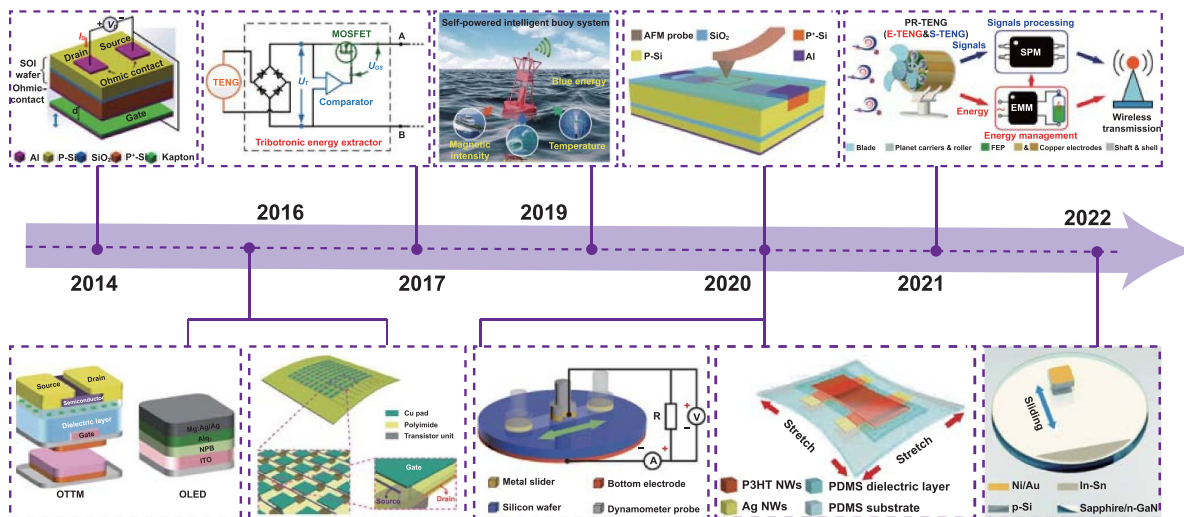 V
I_D
Drain
Source
Ohmic contact
SOI
wafer
Ohmic-
contact
d
Gate
Al P-Si SiO₂ P⁺-Si Kapton
MOSFET
A
TENG
U_T
U_GS
Comparator
B
Tribotronic energy extractor
Self-powered intelligent buoy system
Blue energy
Magnetic
intensity
Temperature
AFM probe SiO₂ P⁺-Si
P-Si Al
PR-TENG
(E-TENG&S-TENG)
Signals processing
Signals
SPM
Energy
EMM
Energy management
Wireless
transmission
Blade Planet carriers & roller FEP & Copper electrodes Shaft & shell
2016
2019
2022
2014
2017
2020
2021
Source
Drain
Semiconductor
Dielectric layer
Gate
OTTM
Mg:Ag/Ag
Alq₃
NPB
ITO
OLED
Cu pad
Polyimide
Transistor unit
Gate
Source
Drain
R
V
A
Metal slider
Bottom electrode
Silicon wafer
Dynamometer probe
Stretch
Stretch
P3HT NWs
PDMS dielectric layer
Ag NWs
PDMS substrate
Sliding
Ni/Au
In-Sn
p-Si
Sapphire/n-GaN